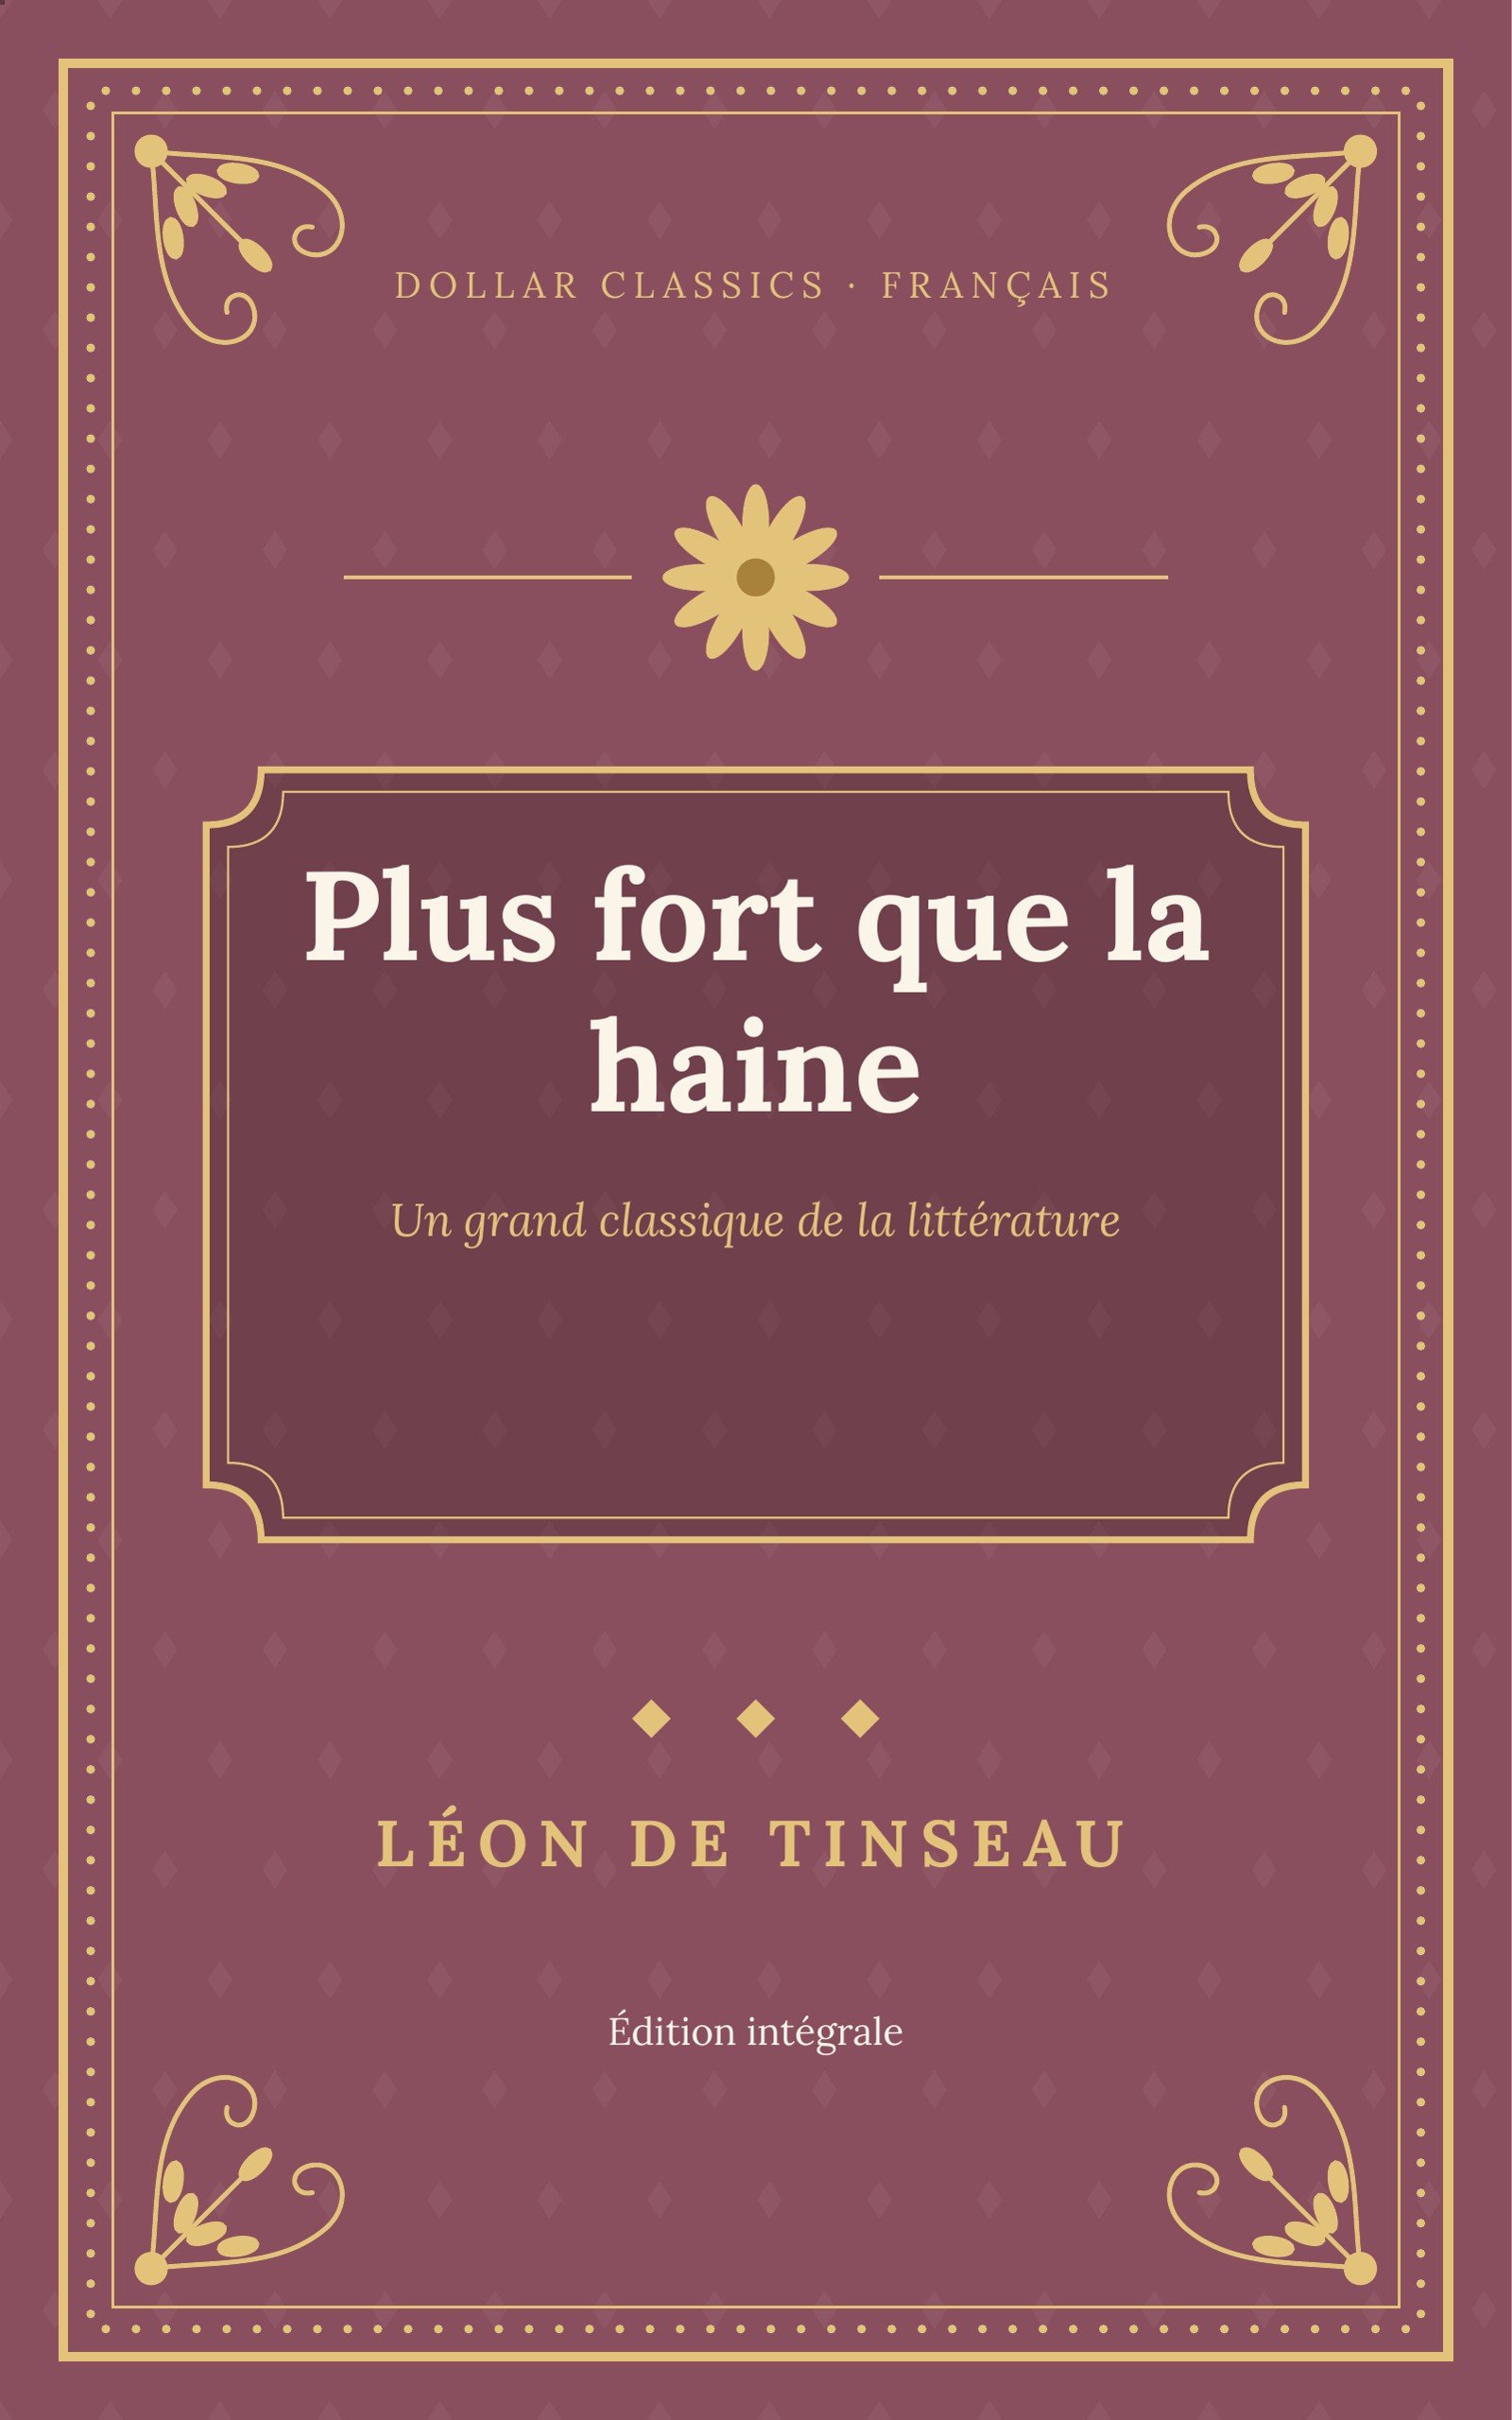 DOLLAR CLASSICS · FRANÇAIS
Plus fort que la
haine
Un grand classique de la littérature
LÉON DE TINSEAU
Édition intégrale